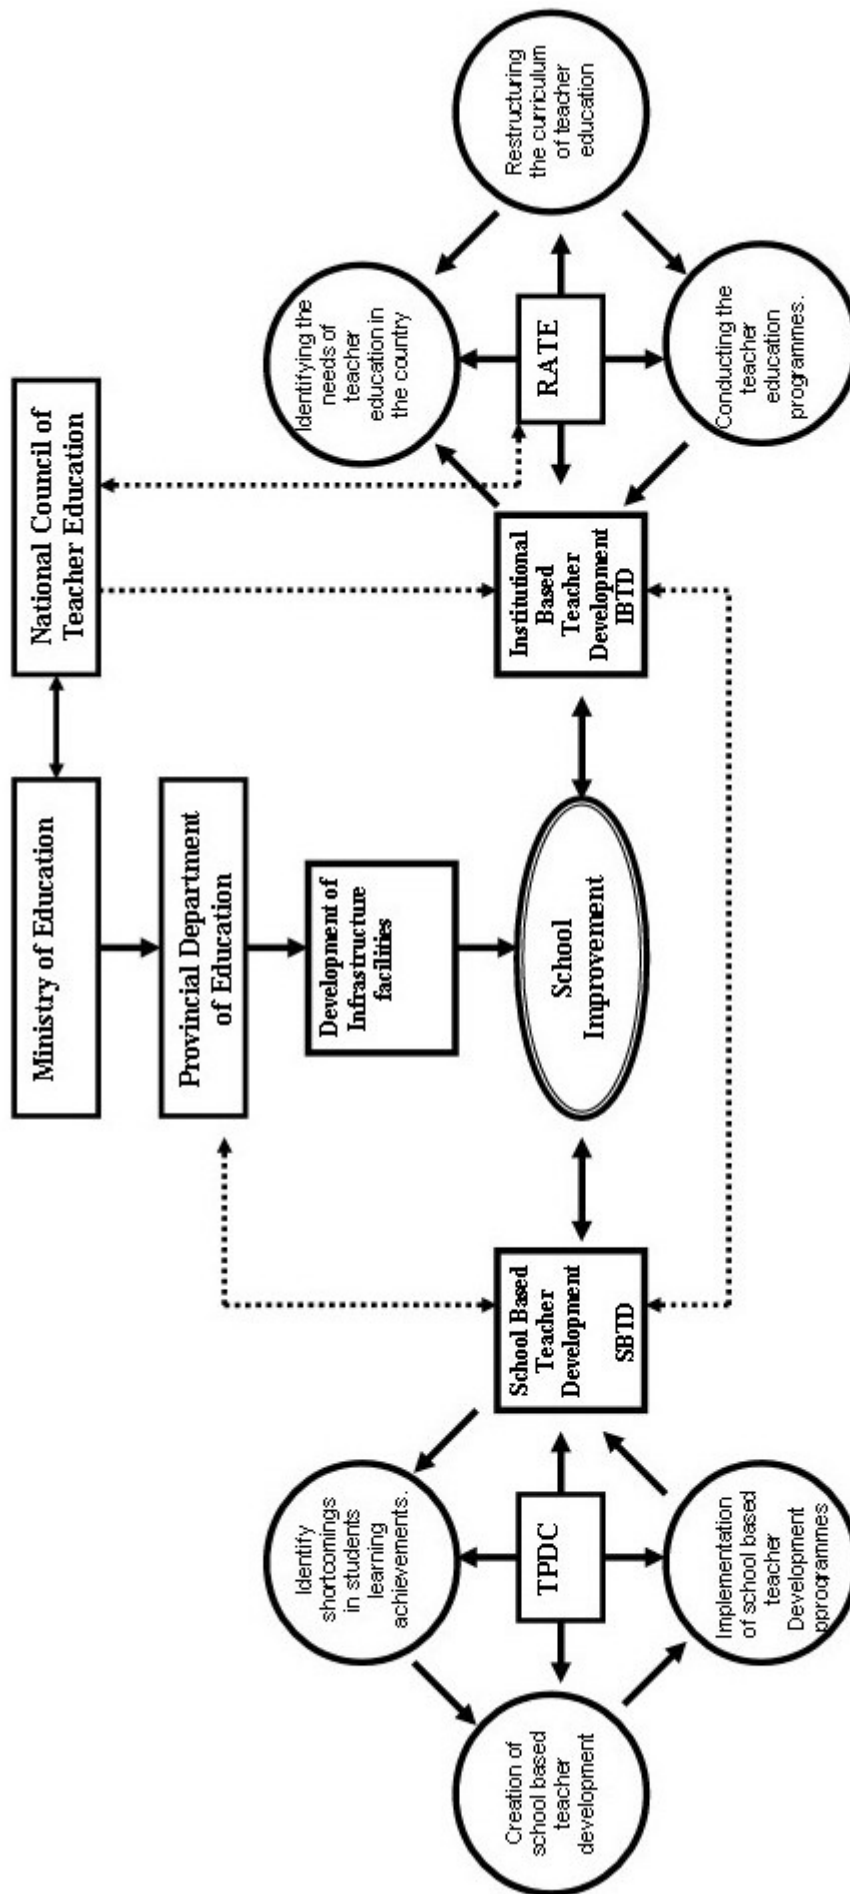 Ministry of Education
National Council of
Teacher Education
Provincial Department
of Education
Development of
Infrastructure
facilities
School
Improvement
School Based
Teacher
Development
SBTD
Institutional
Based
Teacher
Development
IBTD
Identify
shortcomings
in students
learning
achievements.
TPDC
Creation of
school based
teacher
development
Implementation
of school based
teacher
Development
pprogrammes
Identifying the
needs of
teacher
education in
the country
RATE
Restructuring
the curriculum
of teacher
education
Conducting the
teacher
education
programmes.